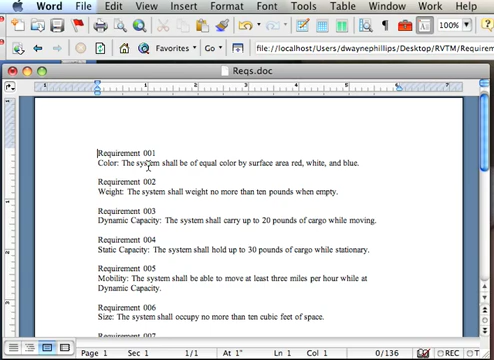 Word File Edit View Insert Format Font Tools Table Window Work Help
100%
Favorites Go file://localhost/Users/dwaynephillips/Desktop/RVTM/Requirem
Reqs.doc
Requirement 001
Color: The system shall be of equal color by surface area red, white, and blue.
Requirement 002
Weight: The system shall weight no more than ten pounds when empty.
Requirement 003
Dynamic Capacity: The system shall carry up to 20 pounds of cargo while moving.
Requirement 004
Static Capacity: The system shall hold up to 30 pounds of cargo while stationary.
Requirement 005
Mobility: The system shall be able to move at least three miles per hour while at
Dynamic Capacity.
Requirement 006
Size: The system shall occupy no more than ten cubic feet of space.
Requirement 007
Page 1 Sec 1 1/1 At 1" Ln 1 Col 1 0/136 REC T